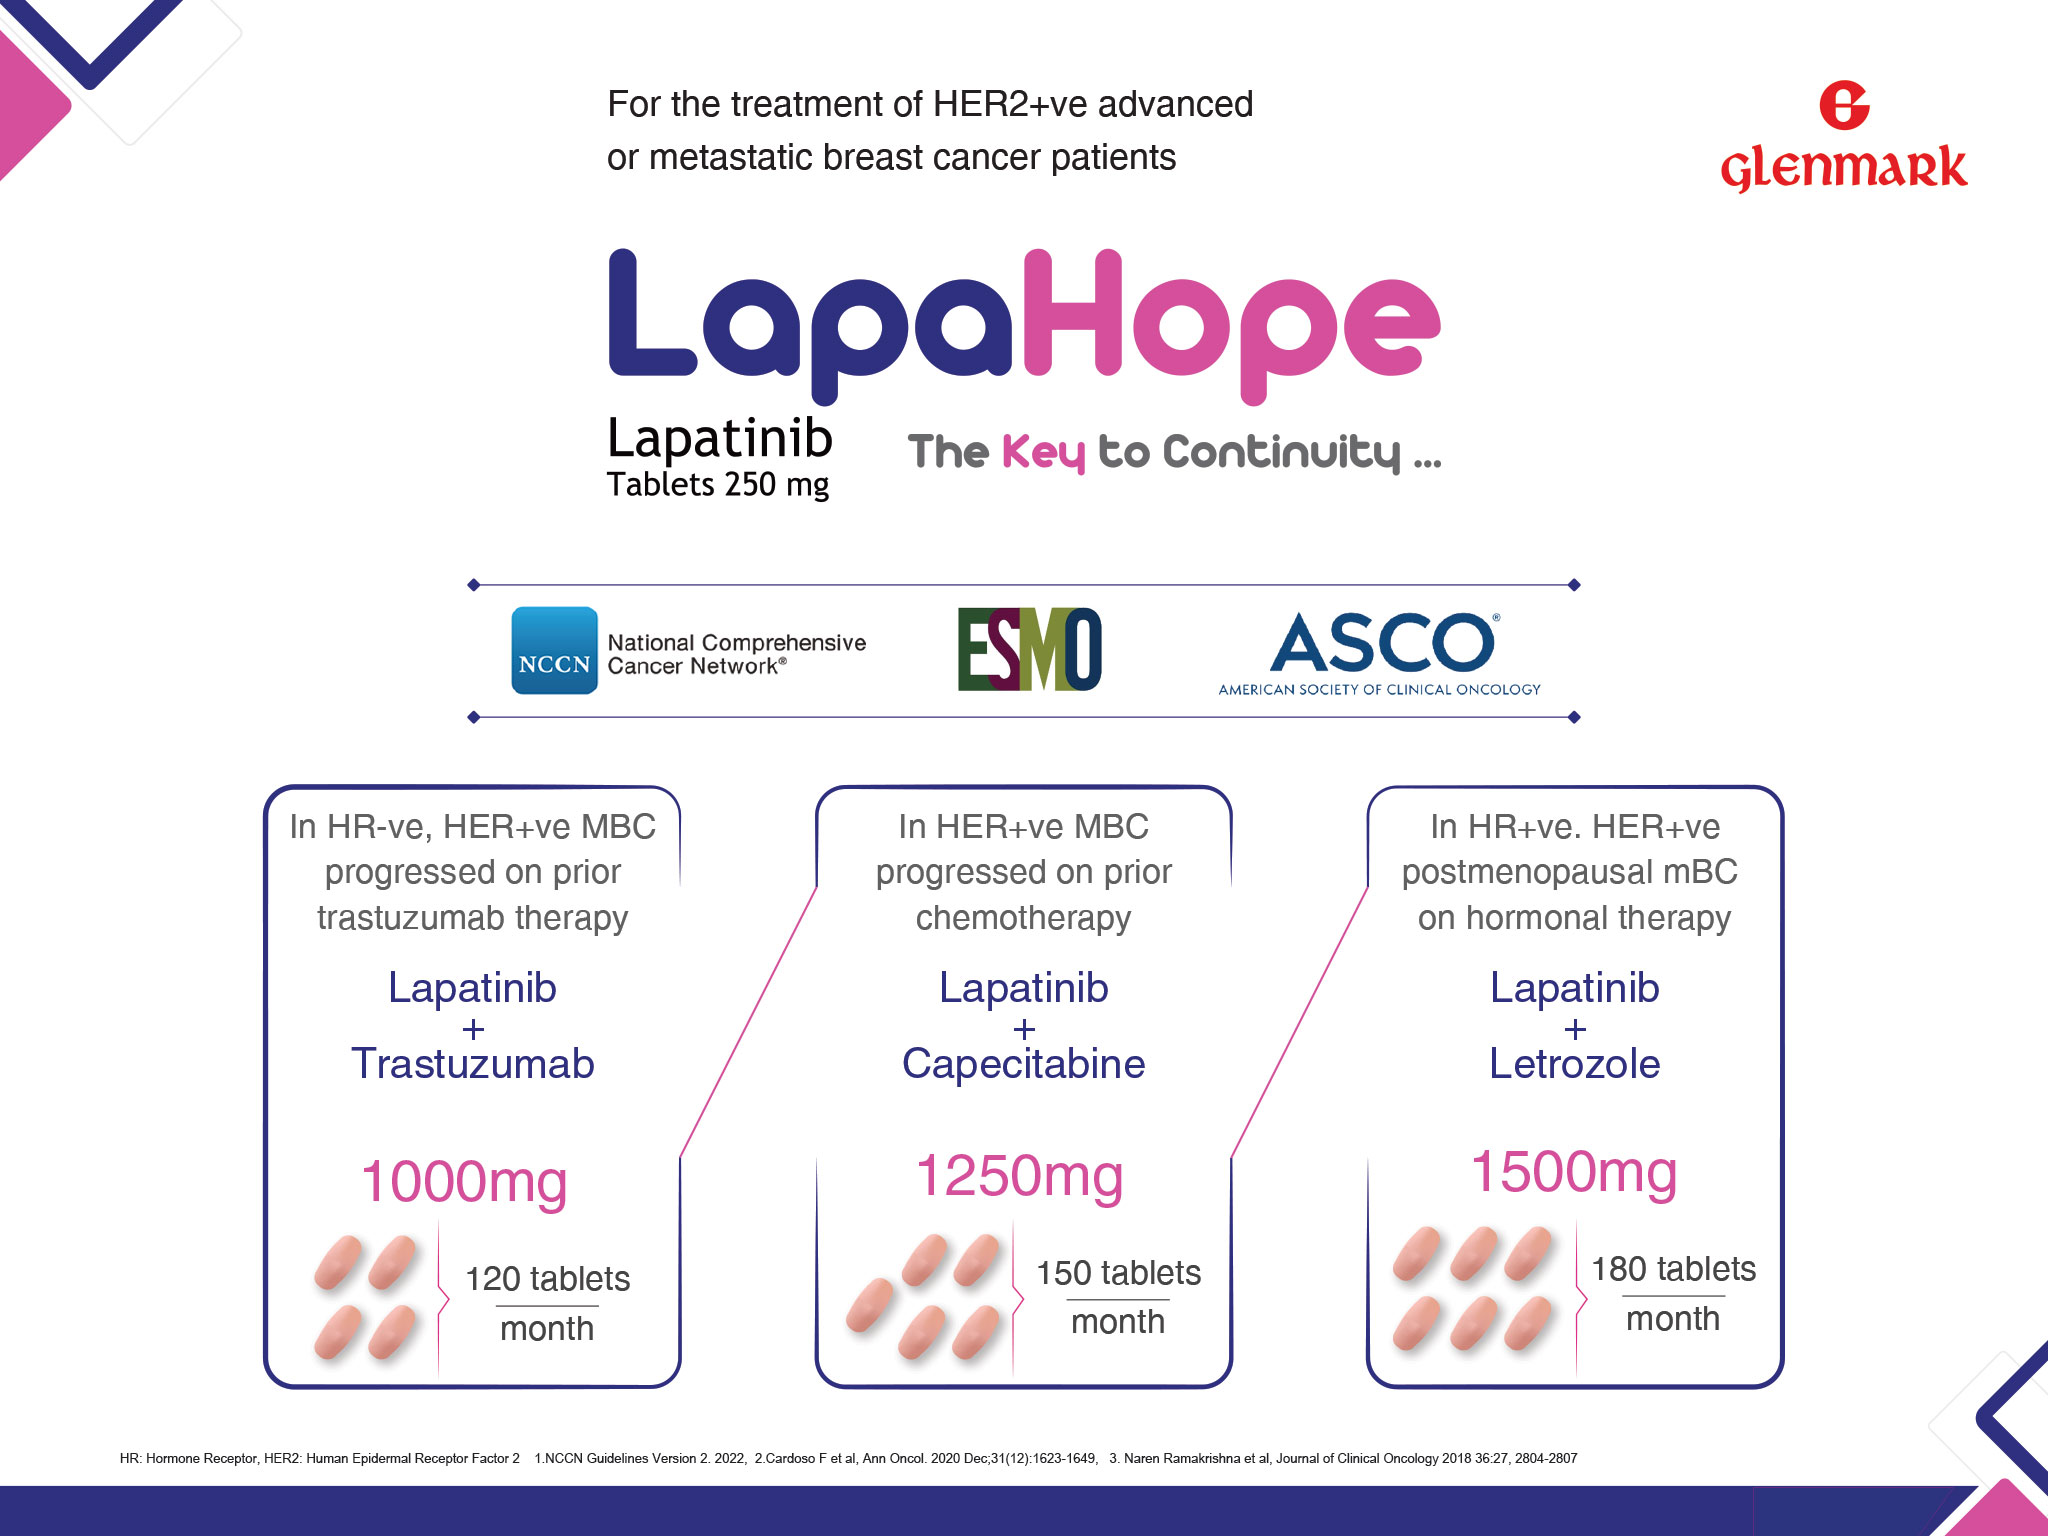 For the treatment of HER2+ve advanced
or metastatic breast cancer patients
GLENMARK
LapaHope
Lapatinib
Tablets 250 mg
The Key to Continuity ...
NCCN
National Comprehensive
Cancer Network®
ESMO
ASCO®
AMERICAN SOCIETY OF CLINICAL ONCOLOGY
In HR-ve, HER+ve MBC
progressed on prior
trastuzumab therapy
Lapatinib
+
Trastuzumab
1000mg
120 tablets
month
In HER+ve MBC
progressed on prior
chemotherapy
Lapatinib
+
Capecitabine
1250mg
150 tablets
month
In HR+ve. HER+ve
postmenopausal mBC
on hormonal therapy
Lapatinib
+
Letrozole
1500mg
180 tablets
month
HR: Hormone Receptor, HER2: Human Epidermal Receptor Factor 2 1.NCCN Guidelines Version 2. 2022, 2.Cardoso F et al, Ann Oncol. 2020 Dec;31(12):1623-1649, 3. Naren Ramakrishna et al, Journal of Clinical Oncology 2018 36:27, 2804-2807